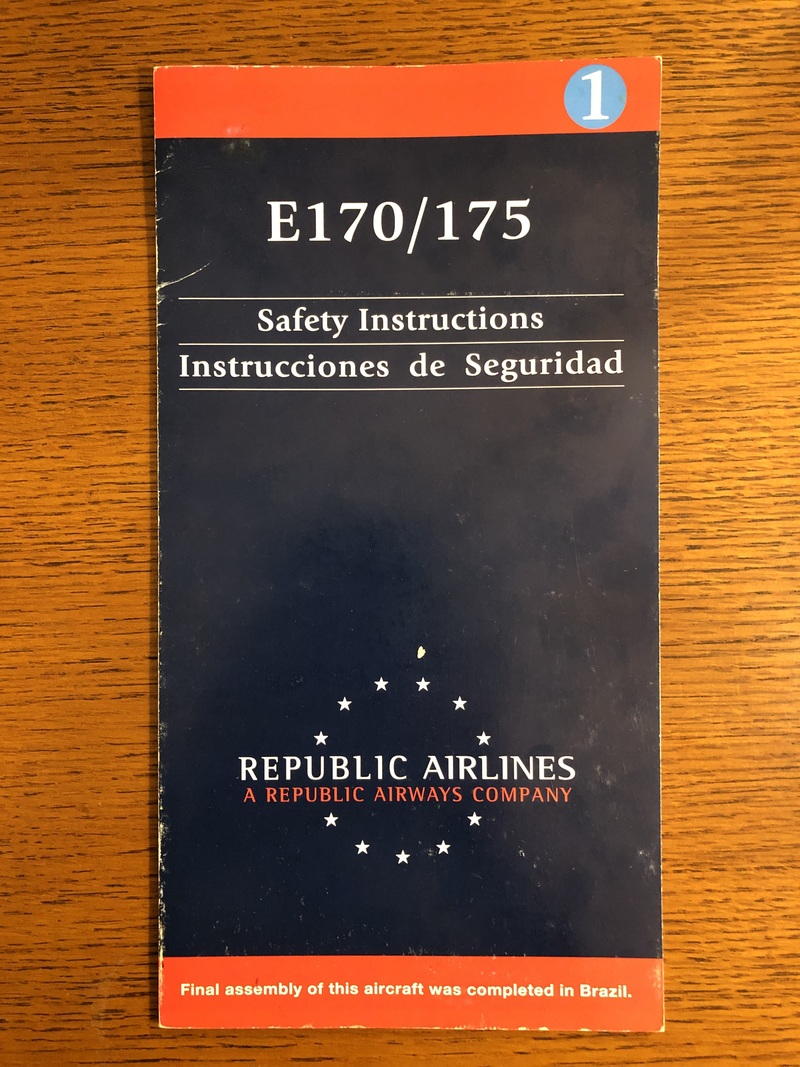 1
E170/175
Safety Instructions
Instrucciones de Seguridad
REPUBLIC AIRLINES
A REPUBLIC AIRWAYS COMPANY
Final assembly of this aircraft was completed in Brazil.